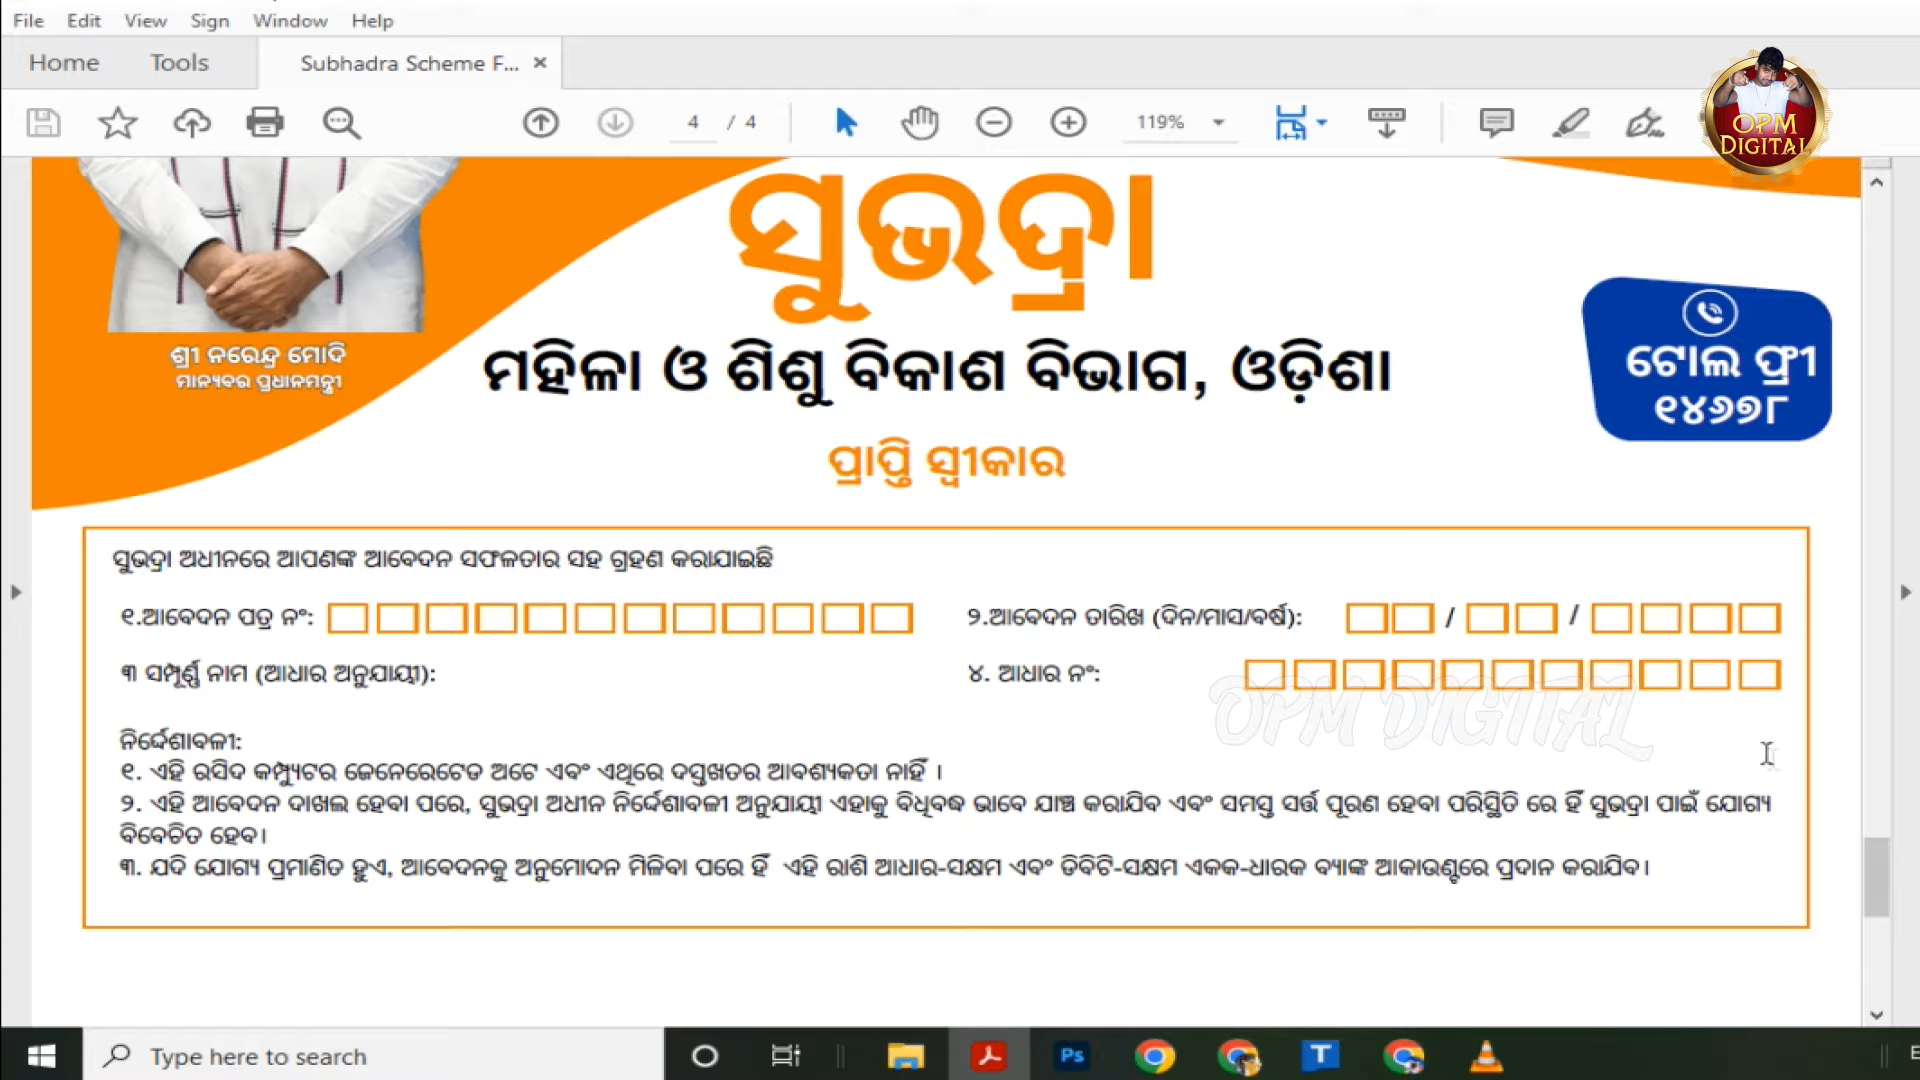 File Edit View Sign Window Help
Home Tools Subhadra Scheme F... ×
4 / 4 119%
OPM
DIGITAL
ସୁଭଦ୍ରା
ଶ୍ରୀ ନରେନ୍ଦ୍ର ମୋଦି
ମାନ୍ୟବର ପ୍ରଧାନମନ୍ତ୍ରୀ
ମହିଳା ଓ ଶିଶୁ ବିକାଶ ବିଭାଗ, ଓଡ଼ିଶା
ଟୋଲ ଫ୍ରୀ
୧୪୬୭୮
ପ୍ରାପ୍ତି ସ୍ୱୀକାର
ସୁଭଦ୍ରା ଅଧୀନରେ ଆପଣଙ୍କ ଆବେଦନ ସଫଳତାର ସହ ଗ୍ରହଣ କରାଯାଇଛି
୧.ଆବେଦନ ପତ୍ର ନଂ: ୨.ଆବେଦନ ତାରିଖ (ଦିନ/ମାସ/ବର୍ଷ): / /
୩ ସମ୍ପୂର୍ଣ୍ଣ ନାମ (ଆଧାର ଅନୁଯାୟୀ): ୪. ଆଧାର ନଂ:
OPM DIGITAL
ନିର୍ଦ୍ଦେଶାବଳୀ:
୧. ଏହି ରସିଦ କମ୍ପ୍ୟୁଟର ଜେନେରେଟେଡ ଅଟେ ଏବଂ ଏଥିରେ ଦସ୍ତଖତର ଆବଶ୍ୟକତା ନାହିଁ ।
୨. ଏହି ଆବେଦନ ଦାଖଲ ହେବା ପରେ, ସୁଭଦ୍ରା ଅଧୀନ ନିର୍ଦ୍ଦେଶାବଳୀ ଅନୁଯାୟୀ ଏହାକୁ ବିଧିବଦ୍ଧ ଭାବେ ଯାଞ୍ଚ କରାଯିବ ଏବଂ ସମସ୍ତ ସର୍ତ୍ତ ପୂରଣ ହେବା ପରିସ୍ଥିତି ରେ ହିଁ ସୁଭଦ୍ରା ପାଇଁ ଯୋଗ୍ୟ
ବିବେଚିତ ହେବ।
୩. ଯଦି ଯୋଗ୍ୟ ପ୍ରମାଣିତ ହୁଏ, ଆବେଦନକୁ ଅନୁମୋଦନ ମିଳିବା ପରେ ହିଁ ଏହି ରାଶି ଆଧାର-ସକ୍ଷମ ଏବଂ ଡିବିଟି-ସକ୍ଷମ ଏକକ-ଧାରକ ବ୍ୟାଙ୍କ ଆକାଉଣ୍ଟରେ ପ୍ରଦାନ କରାଯିବ।
Type here to search Ps T